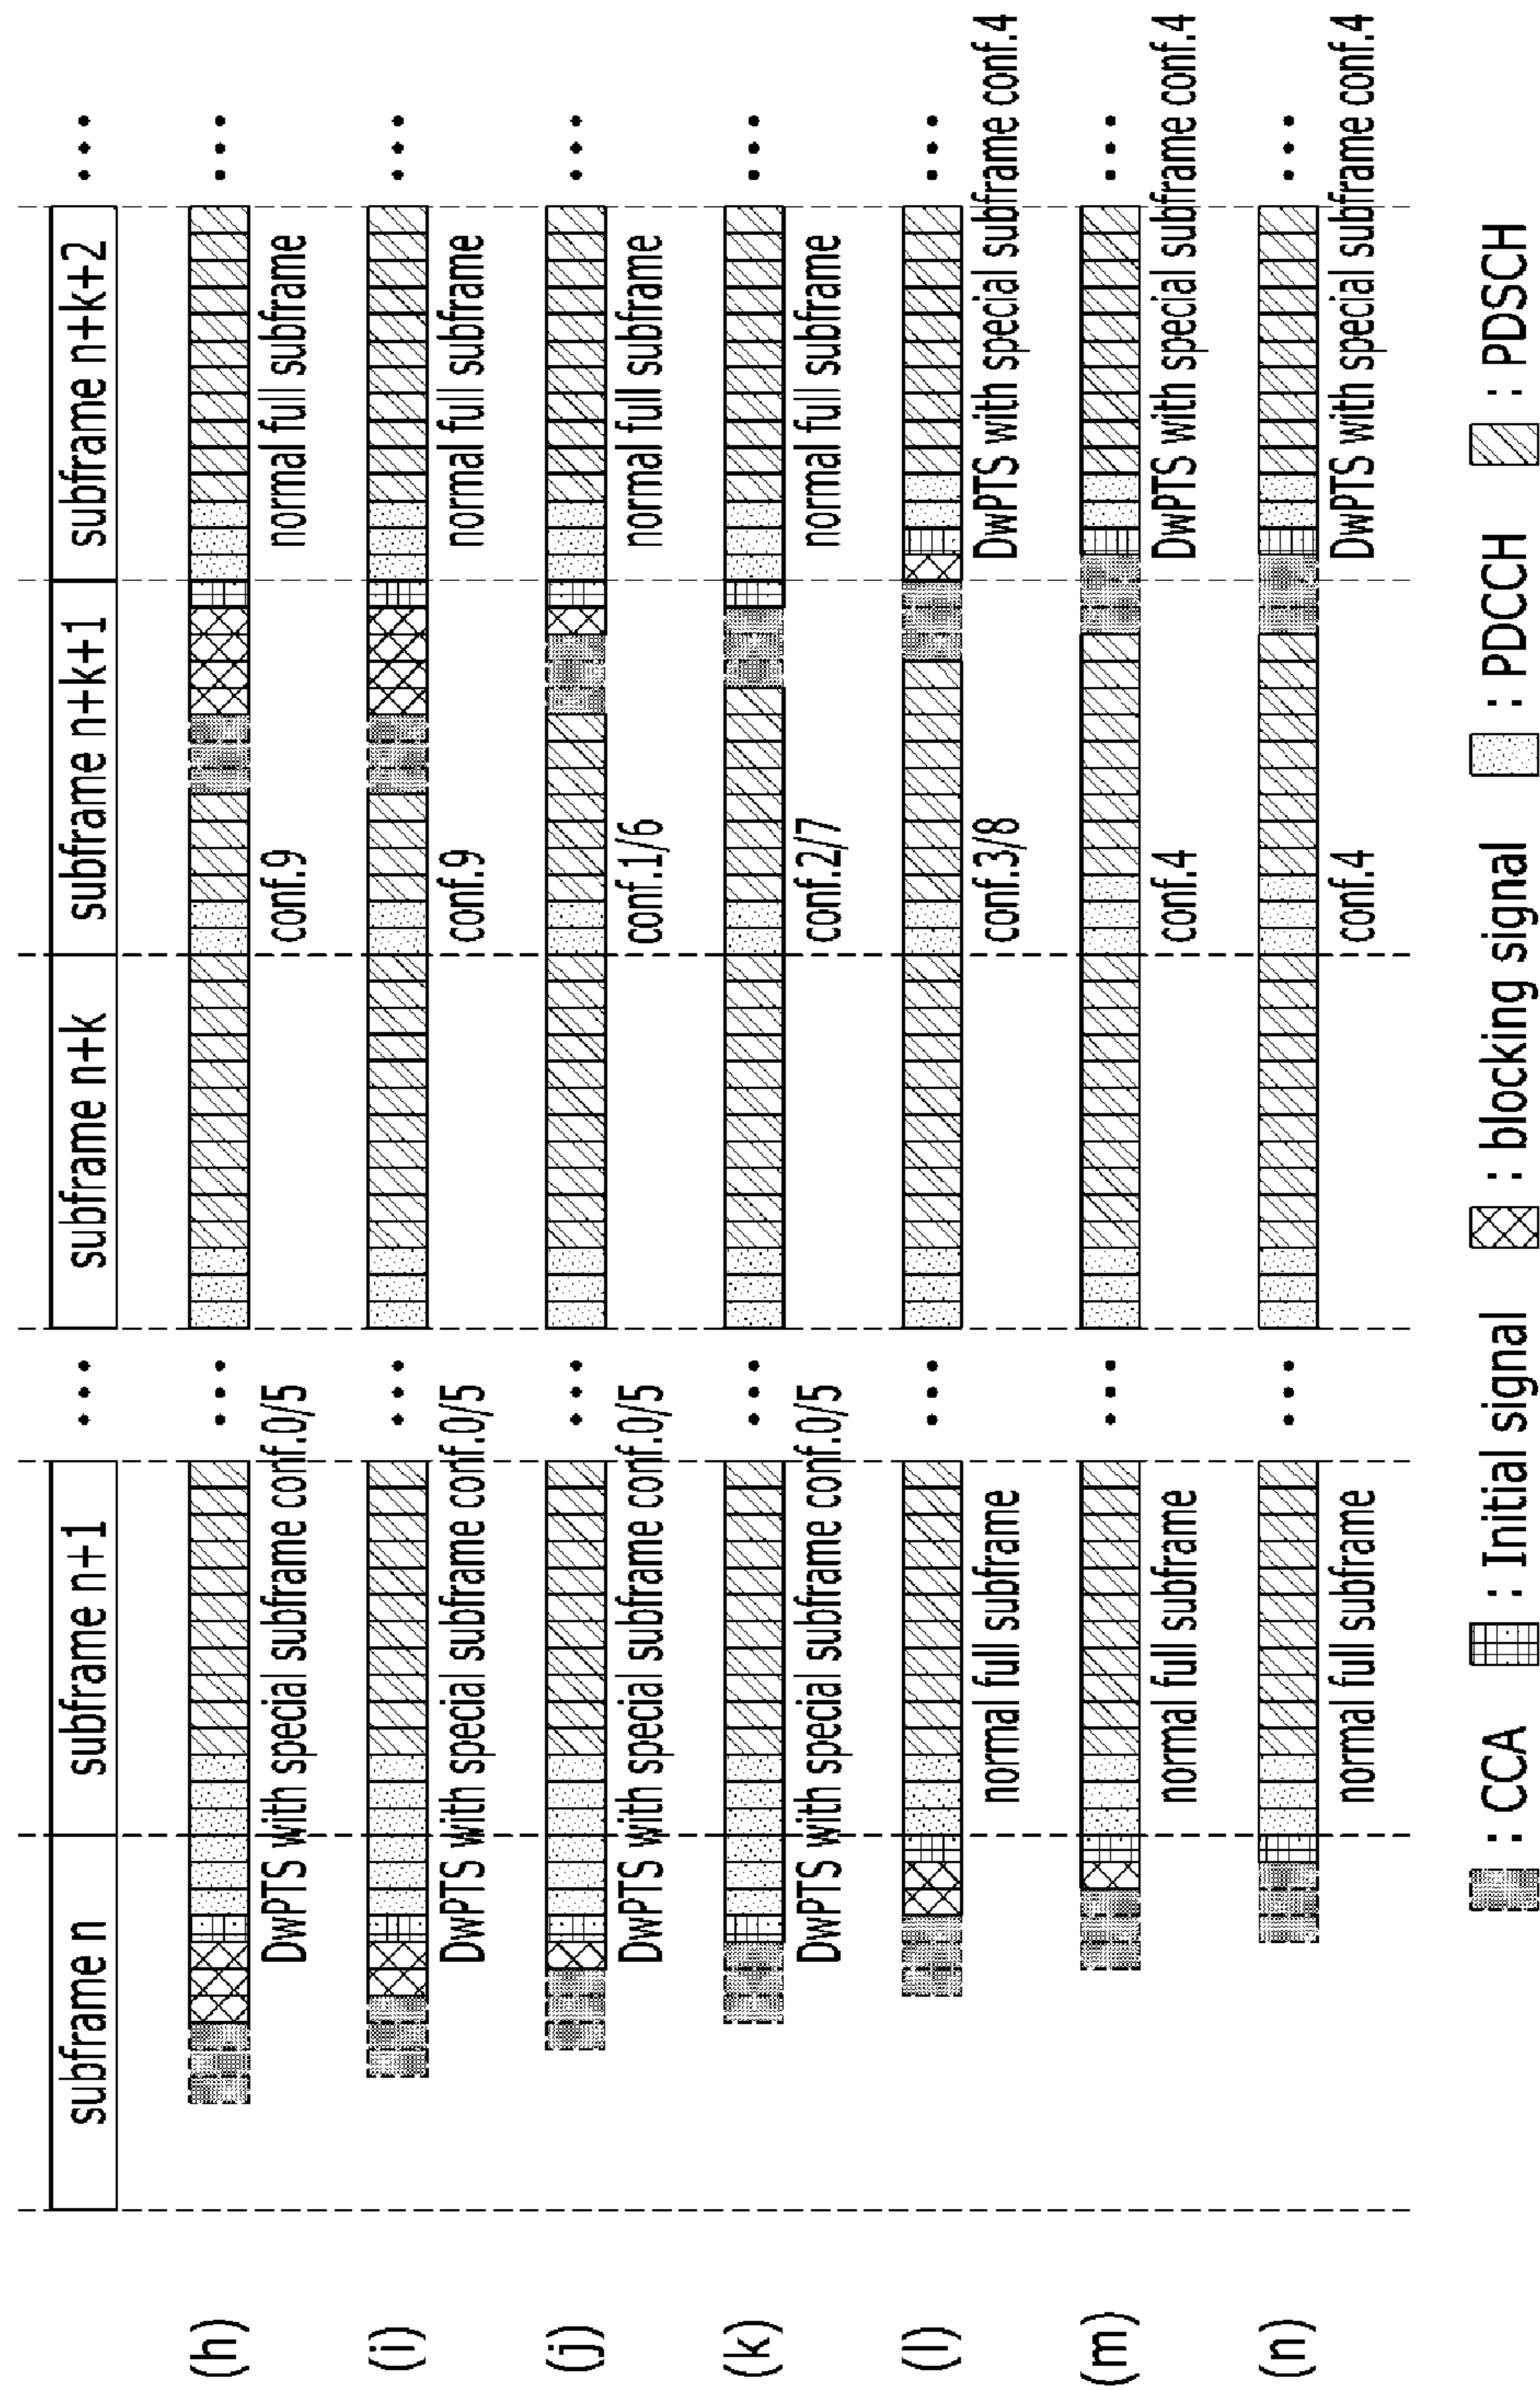 subframe n subframe n+1 ••• subframe n+k subframe n+k+1 subframe n+k+2 •••
(h) ••• •••
DwPTS with special subframe conf.0/5 conf.9 normal full subframe
(i) ••• •••
DwPTS with special subframe conf.0/5 conf.9 normal full subframe
(j) ••• •••
DwPTS with special subframe conf.0/5 conf.1/6 normal full subframe
(k) ••• •••
DwPTS with special subframe conf.0/5 conf.2/7 normal full subframe
(l) ••• •••
normal full subframe conf.3/8 DwPTS with special subframe conf.4
(m) ••• •••
normal full subframe conf.4 DwPTS with special subframe conf.4
(n) ••• •••
normal full subframe conf.4 DwPTS with special subframe conf.4
: CCA : Initial signal : blocking signal : PDCCH : PDSCH